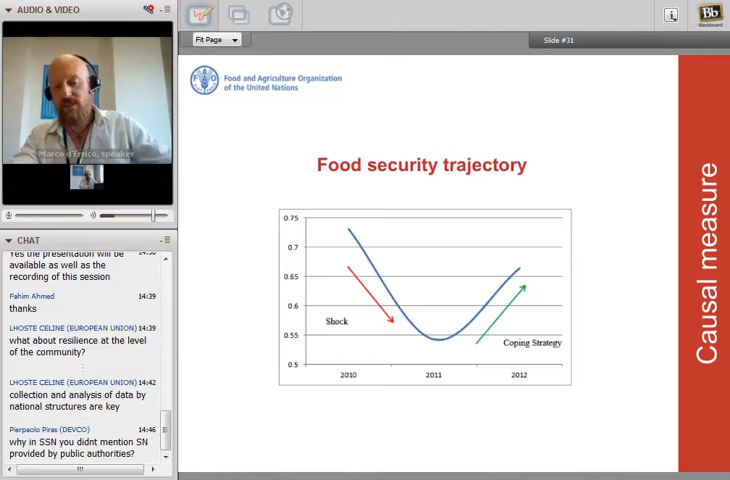 AUDIO & VIDEO
Marco d'Errico, speaker
CHAT
Yes the presentation will be
available as well as the
recording of this session
Fahim Ahmed 14:39
thanks
LHOSTE CELINE (EUROPEAN UNION) 14:39
what about resilience at the level
of the community?
LHOSTE CELINE (EUROPEAN UNION) 14:42
collection and analysis of data by
national structures are key
Pierpaolo Piras (DEVCO) 14:46
why in SSN you didnt mention SN
provided by public authorities?
Fit Page
Slide #31
Bb
Blackboard
FAO
Food and Agriculture Organization
of the United Nations
Food security trajectory
0.75
0.7
0.65
0.6
0.55
0.5
Shock
Coping Strategy
2010 2011 2012
Causal measure